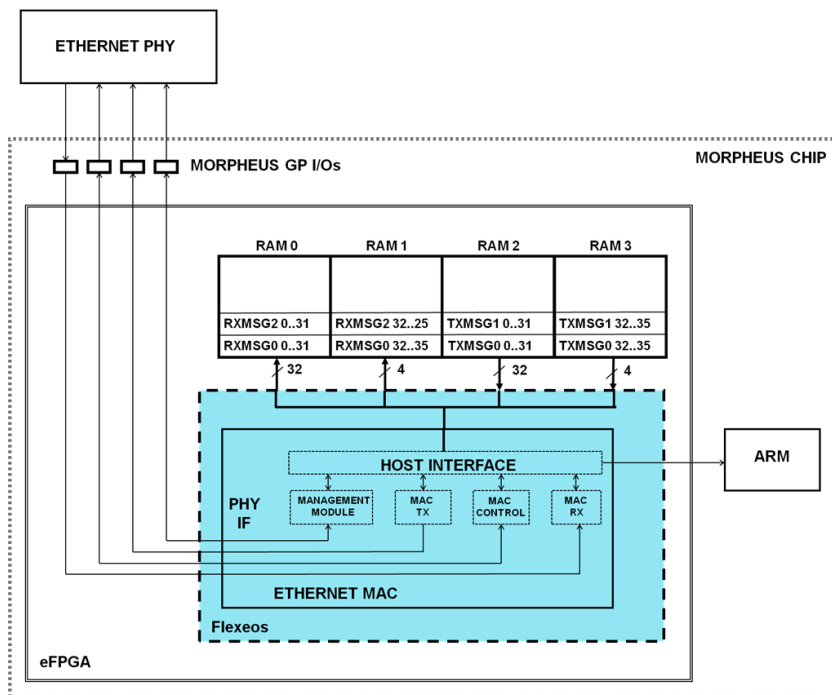 ETHERNET PHY
MORPHEUS GP I/Os
MORPHEUS CHIP
RAM 0 RAM 1 RAM 2 RAM 3
RXMSG2 0..31 RXMSG2 32..25 TXMSG1 0..31 TXMSG1 32..35
RXMSG0 0..31 RXMSG0 32..35 TXMSG0 0..31 TXMSG0 32..35
32 4 32 4
HOST INTERFACE
ARM
PHY
IF
MANAGEMENT
MODULE
MAC
TX
MAC
CONTROL
MAC
RX
ETHERNET MAC
Flexeos
eFPGA